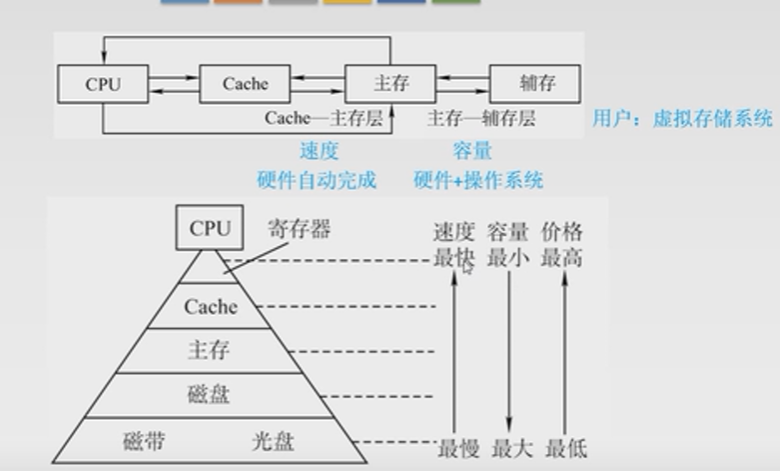 CPU Cache 主存 辅存
Cache—主存层 主存—辅存层
用户：虚拟存储系统
速度 容量
硬件自动完成 硬件+操作系统
CPU 寄存器 速度 容量 价格
最快 最小 最高
Cache
主存
磁盘
磁带 光盘 最慢 最大 最低